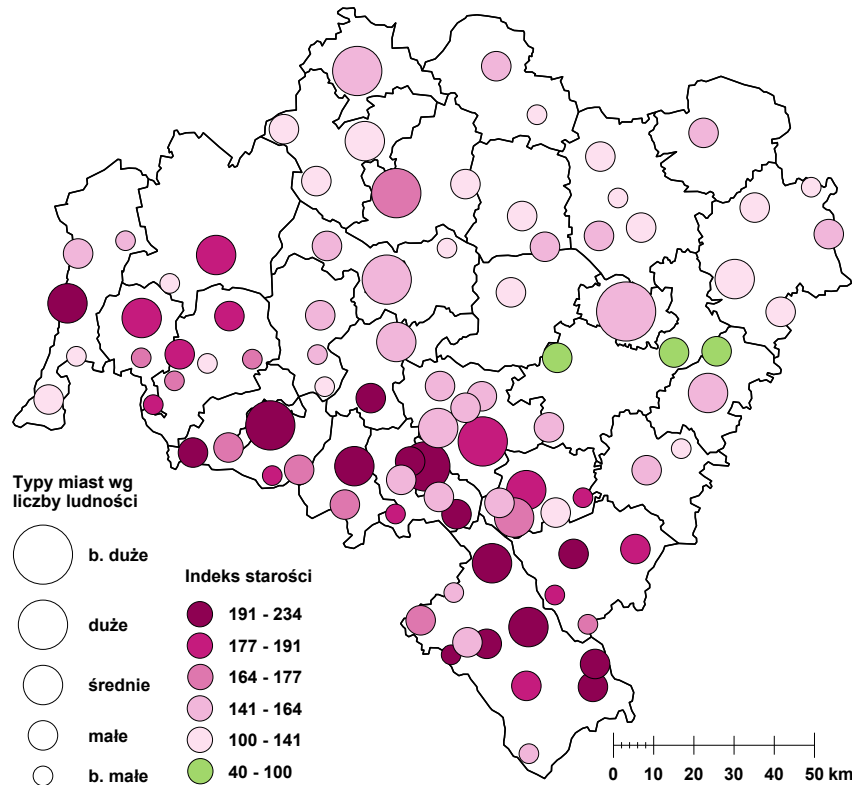 Typy miast wg
liczby ludności
b. duże
duże
średnie
małe
b. małe
Indeks starości
191 - 234
177 - 191
164 - 177
141 - 164
100 - 141
40 - 100
0 10 20 30 40 50 km